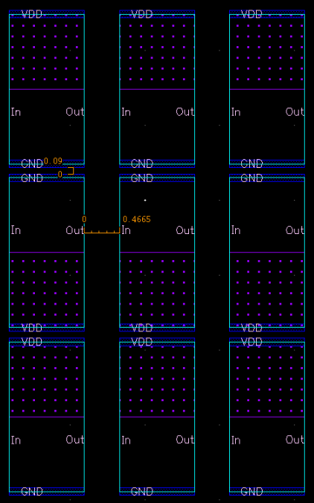 VDD VDD VDD
In Out In Out In Out
GND GND GND
0.09
0
GND GND GND
0 0.4665
In Out In Out In Out
VDD VDD VDD
VDD VDD VDD
In Out In Out In Out
GND GND GND